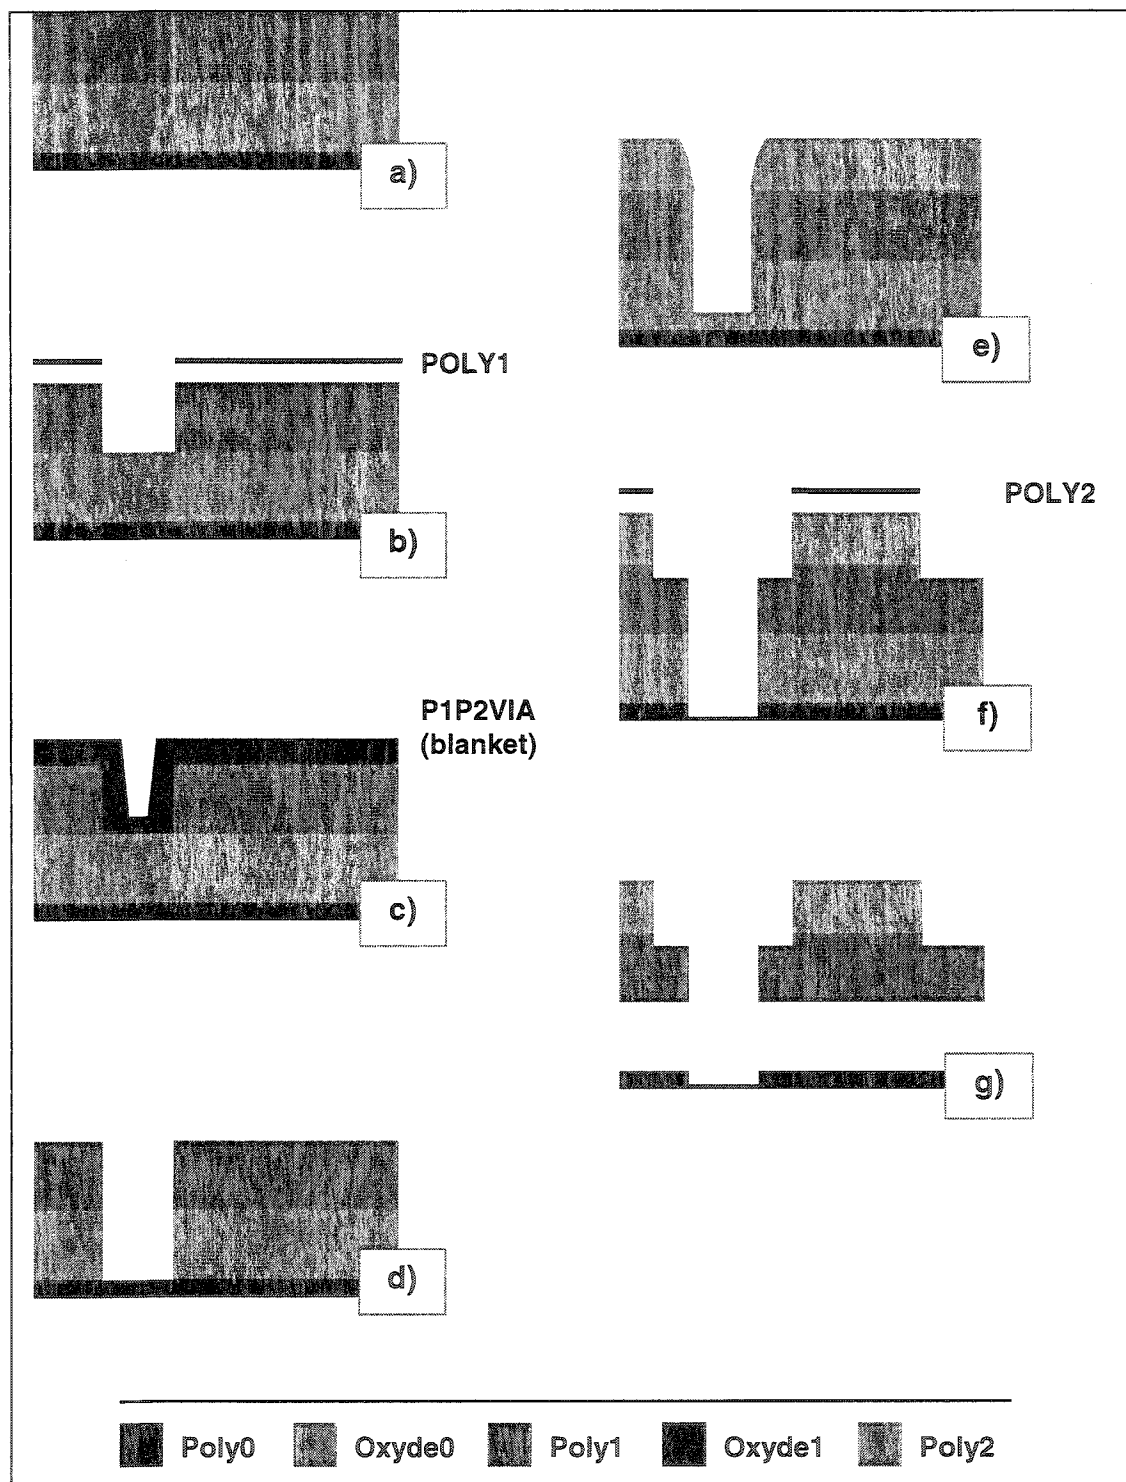 a)
POLY1
b)
P1P2VIA
(blanket)
c)
d)
e)
POLY2
f)
g)
Poly0 Oxyde0 Poly1 Oxyde1 Poly2